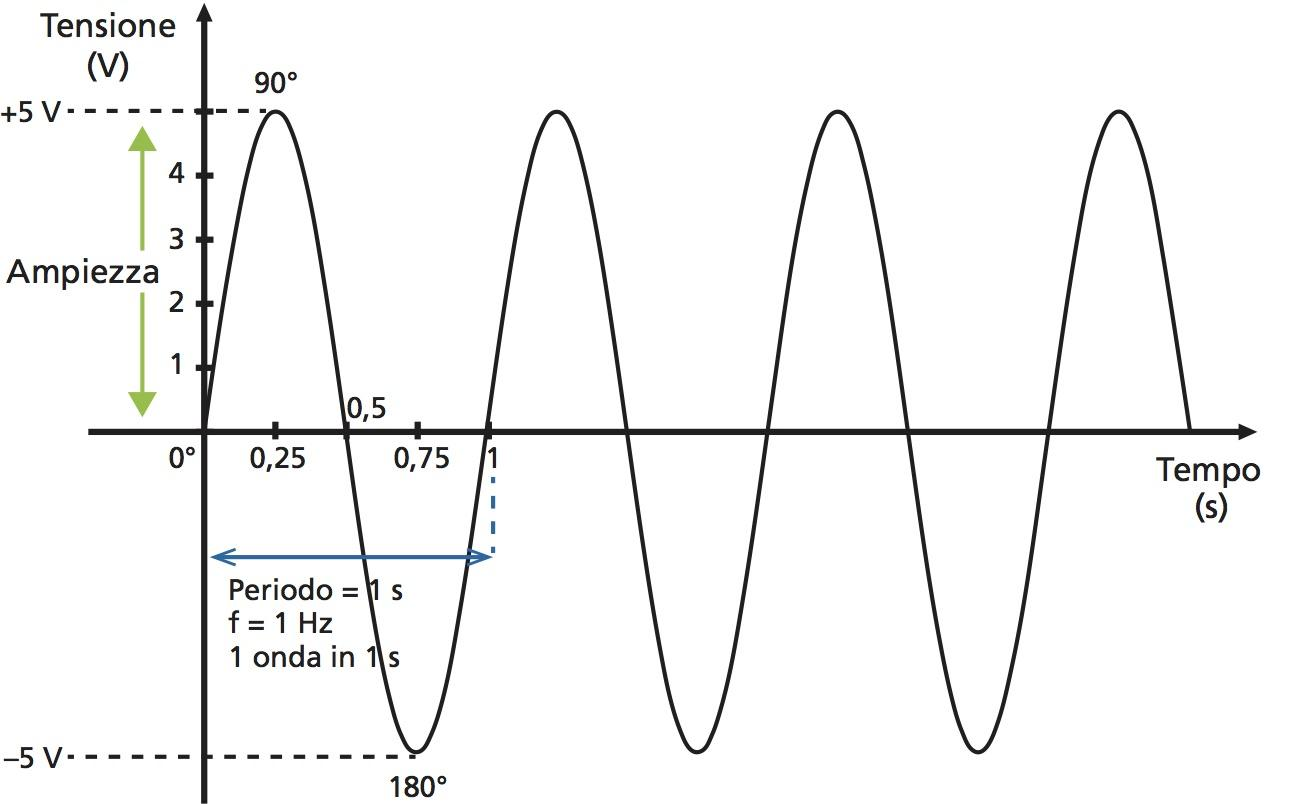 Tensione
(V)
90°
+5 V
4
3
Ampiezza
2
1
0,5
0°
0,25
0,75
1
Tempo
(s)
Periodo = 1 s
f = 1 Hz
1 onda in 1 s
–5 V
180°